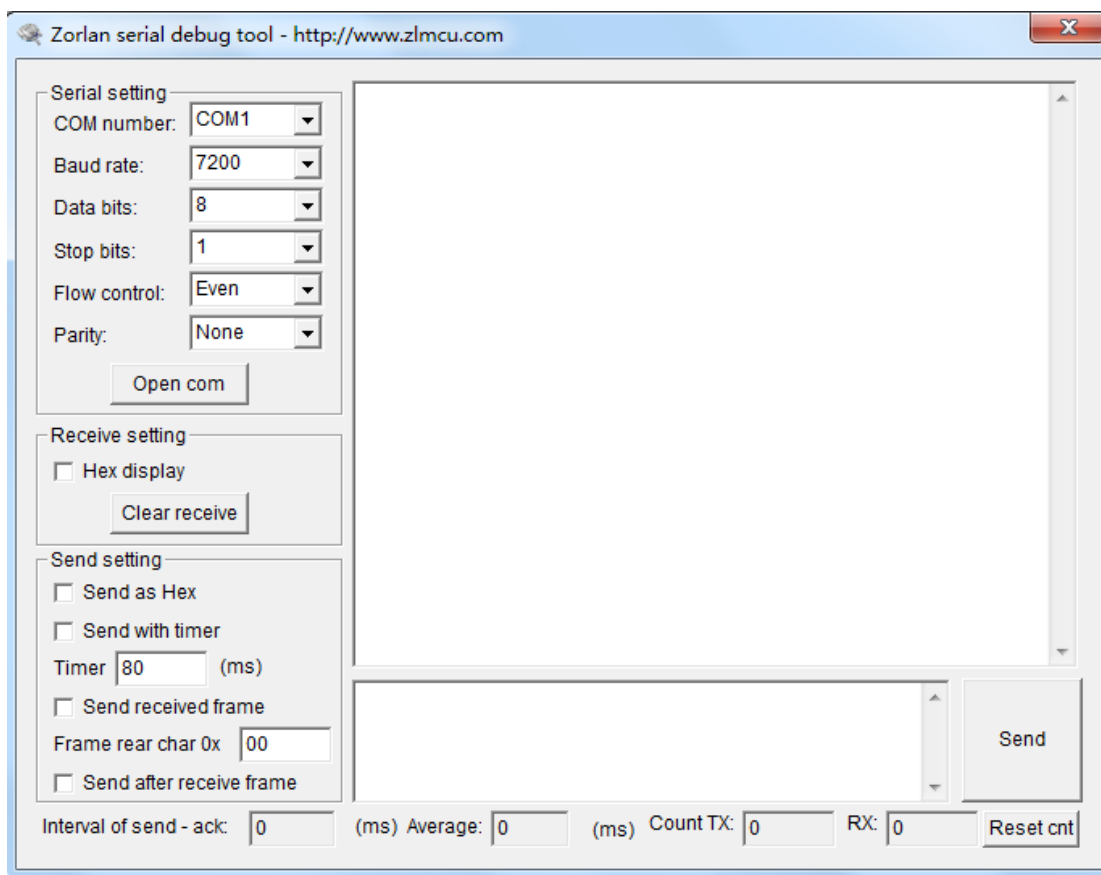 Zorlan serial debug tool - http://www.zlmcu.com
x
Serial setting
COM number: COM1
Baud rate: 7200
Data bits: 8
Stop bits: 1
Flow control: Even
Parity: None
Open com
Receive setting
Hex display
Clear receive
Send setting
Send as Hex
Send with timer
Timer 80 (ms)
Send received frame
Frame rear char 0x 00
Send after receive frame
Send
Interval of send - ack: 0 (ms) Average: 0 (ms) Count TX: 0 RX: 0 Reset cnt